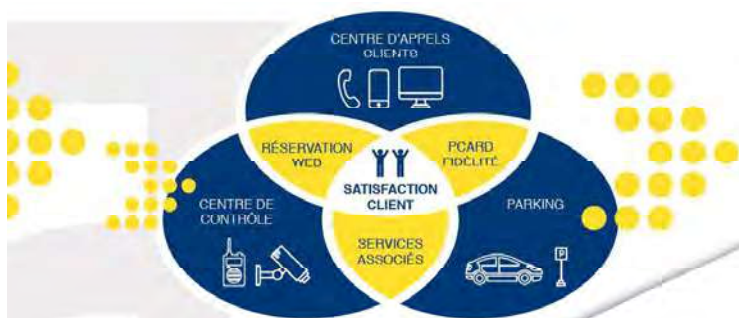 CENTRE D'APPELS
CLIENTS
RÉSERVATION
WEB
PCARD
FIDÉLITÉ
SATISFACTION
CLIENT
CENTRE DE
CONTRÔLE
PARKING
SERVICES
ASSOCIÉS
P